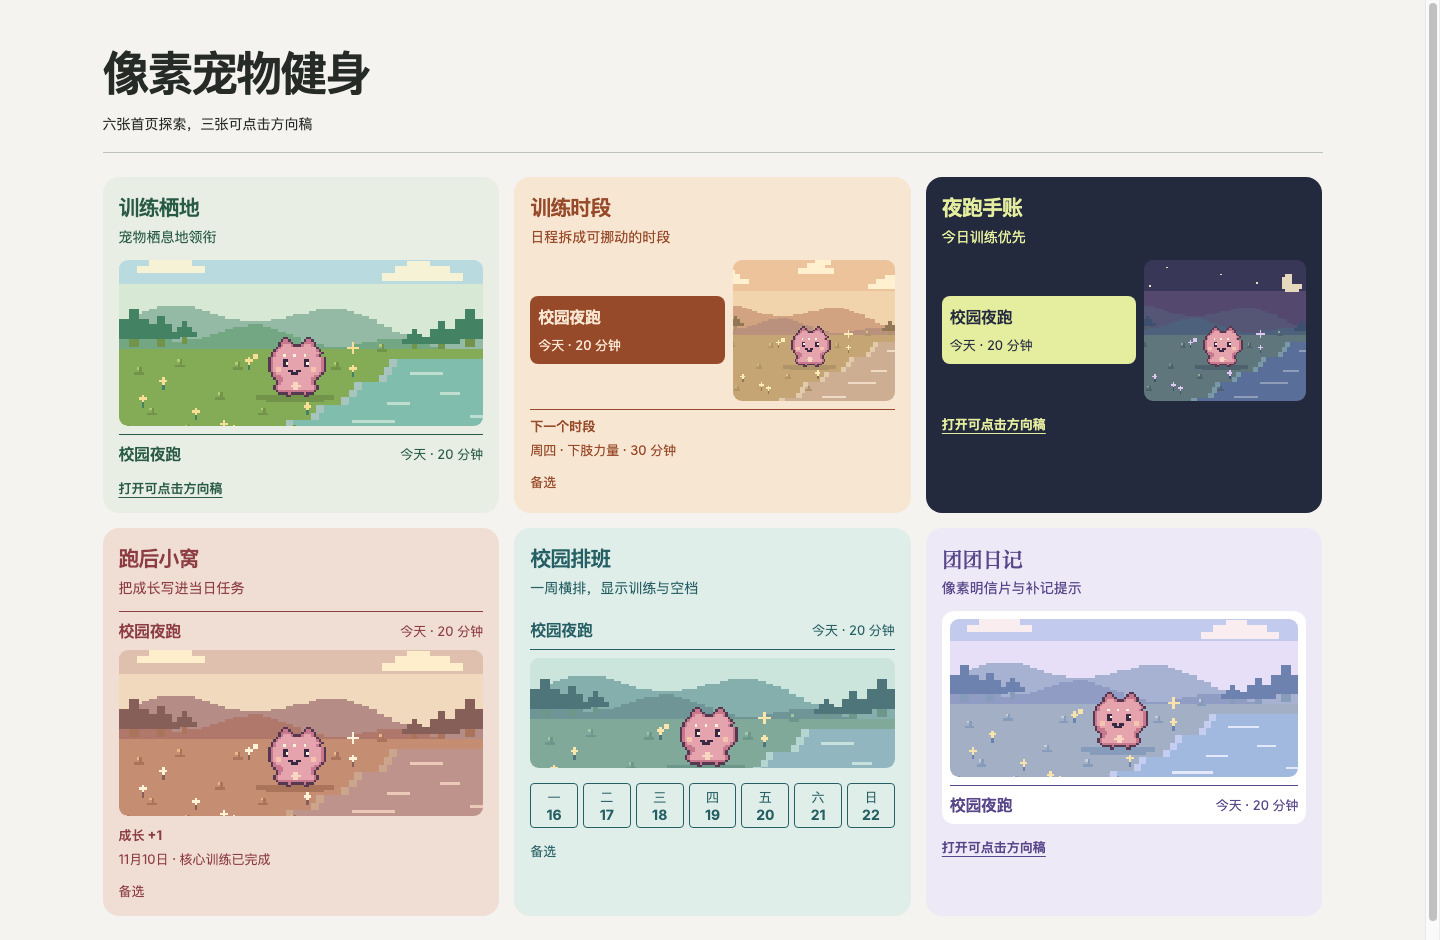 像素宠物健身
六张首页探索，三张可点击方向稿
训练栖地
宠物栖息地领衔
校园夜跑
今天 · 20 分钟
打开可点击方向稿
训练时段
日程拆成可挪动的时段
校园夜跑
今天 · 20 分钟
下一个时段
周四 · 下肢力量 · 30 分钟
备选
夜跑手账
今日训练优先
校园夜跑
今天 · 20 分钟
打开可点击方向稿
跑后小窝
把成长写进当日任务
校园夜跑
今天 · 20 分钟
成长 +1
11月10日 · 核心训练已完成
备选
校园排班
一周横排，显示训练与空档
校园夜跑
今天 · 20 分钟
一 二 三 四 五 六 日
16 17 18 19 20 21 22
备选
团团日记
像素明信片与补记提示
校园夜跑
今天 · 20 分钟
打开可点击方向稿